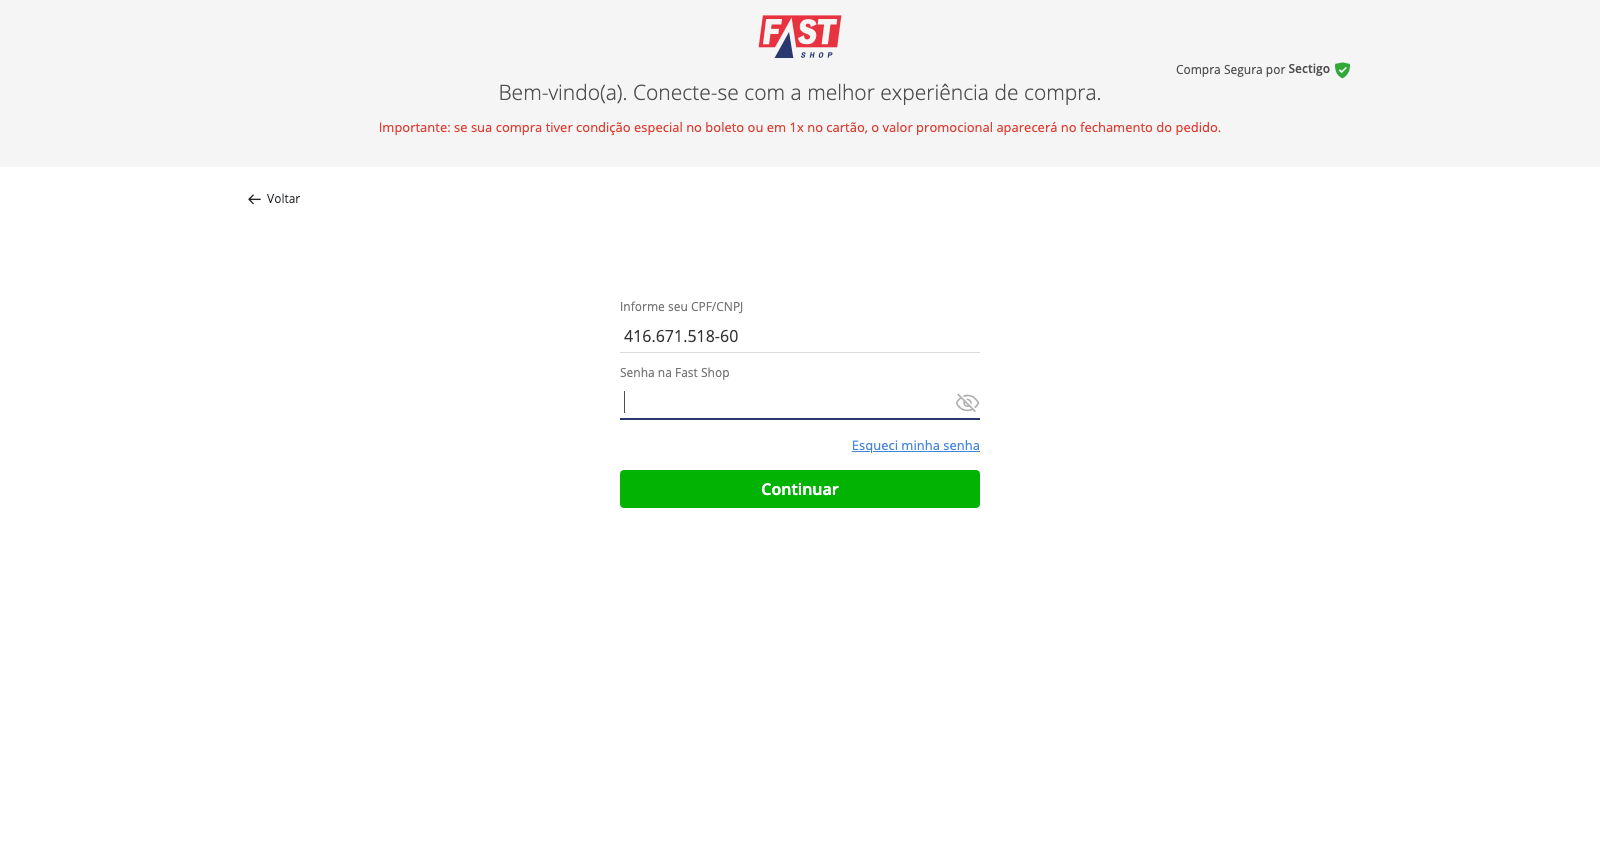 FAST
SHOP
Compra Segura por Sectigo
Bem-vindo(a). Conecte-se com a melhor experiência de compra.
Importante: se sua compra tiver condição especial no boleto ou em 1x no cartão, o valor promocional aparecerá no fechamento do pedido.
Voltar
Informe seu CPF/CNPJ
416.671.518-60
Senha na Fast Shop
Esqueci minha senha
Continuar